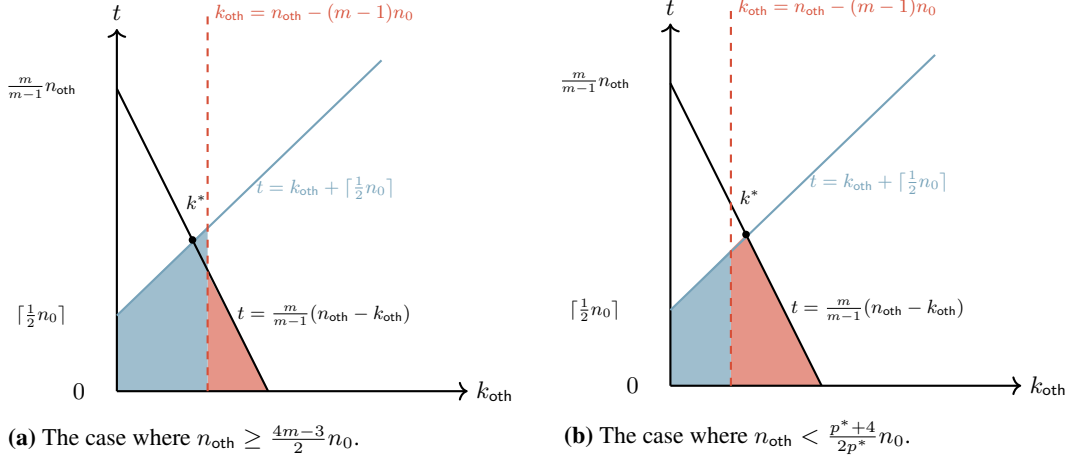 t
k_oth = n_oth − (m − 1)n_0
m/(m−1) n_oth
t = k_oth + ⌈1/2 n_0⌉
k*
⌈1/2 n_0⌉
t = m/(m−1) (n_oth − k_oth)
0
k_oth
(a) The case where n_oth ≥ (4m−3)/2 n_0.
t
k_oth = n_oth − (m − 1)n_0
m/(m−1) n_oth
t = k_oth + ⌈1/2 n_0⌉
k*
⌈1/2 n_0⌉
t = m/(m−1) (n_oth − k_oth)
0
k_oth
(b) The case where n_oth < (p*+4)/(2p*) n_0.